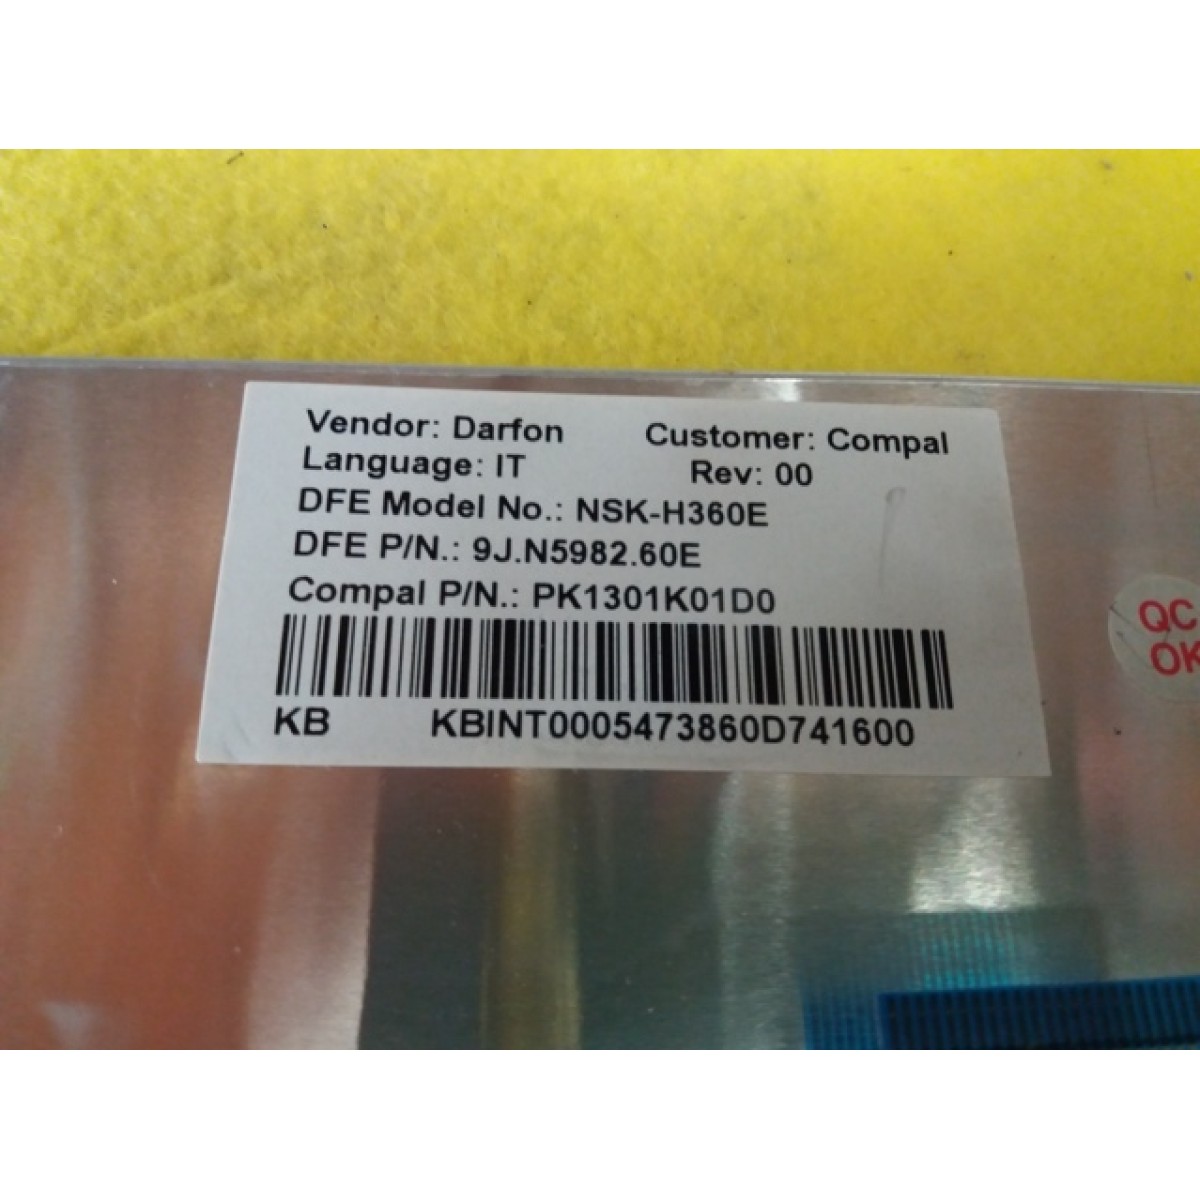 Vendor: Darfon Customer: Compal
Language: IT Rev: 00
DFE Model No.: NSK-H360E
DFE P/N.: 9J.N5982.60E
Compal P/N.: PK1301K01D0
KB KBINT0005473860D741600
QC
OK